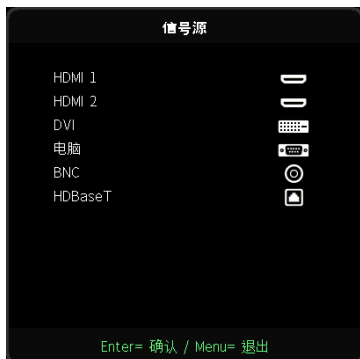 信号源
HDMI 1
HDMI 2
DVI
电脑
BNC
HDBaseT
Enter= 确认 / Menu= 退出